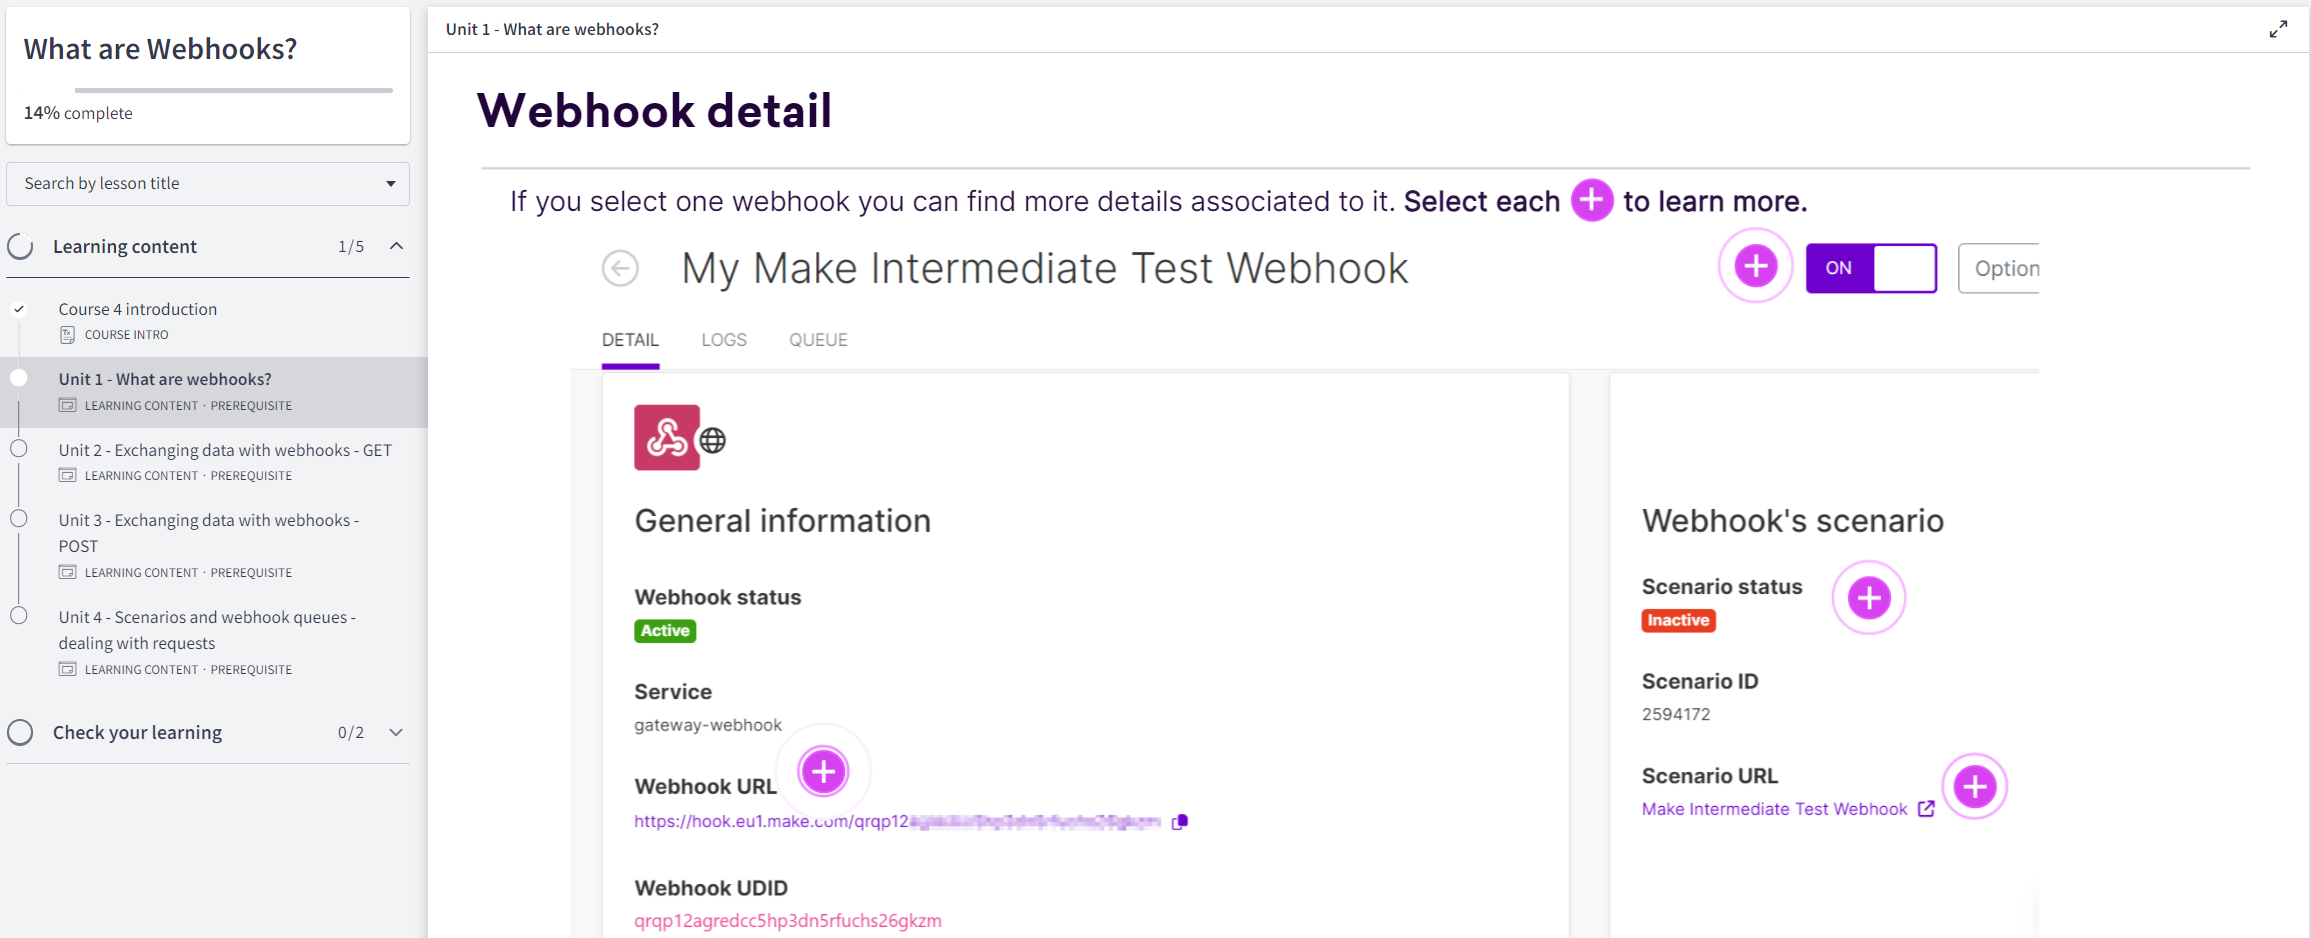 What are Webhooks?
14% complete
Search by lesson title
Learning content 1/5
Course 4 introduction
COURSE INTRO
Unit 1 - What are webhooks?
LEARNING CONTENT · PREREQUISITE
Unit 2 - Exchanging data with webhooks - GET
LEARNING CONTENT · PREREQUISITE
Unit 3 - Exchanging data with webhooks -
POST
LEARNING CONTENT · PREREQUISITE
Unit 4 - Scenarios and webhook queues -
dealing with requests
LEARNING CONTENT · PREREQUISITE
Check your learning 0/2
Unit 1 - What are webhooks?
Webhook detail
If you select one webhook you can find more details associated to it. Select each + to learn more.
My Make Intermediate Test Webhook
ON
Option
DETAIL LOGS QUEUE
General information
Webhook status
Active
Service
gateway-webhook
Webhook URL
https://hook.eu1.make.com/qrqp12
Webhook UDID
qrqp12agredcc5hp3dn5rfuchs26gkzm
Webhook's scenario
Scenario status
Inactive
Scenario ID
2594172
Scenario URL
Make Intermediate Test Webhook